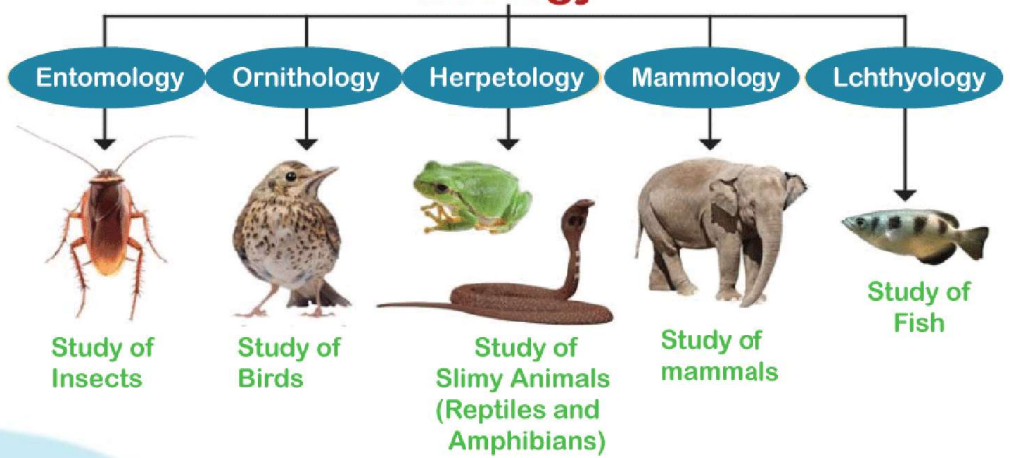 Entomology
Ornithology
Herpetology
Mammology
Lchthyology
Study of
Insects
Study of
Birds
Study of
Slimy Animals
(Reptiles and
Amphibians)
Study of
mammals
Study of
Fish